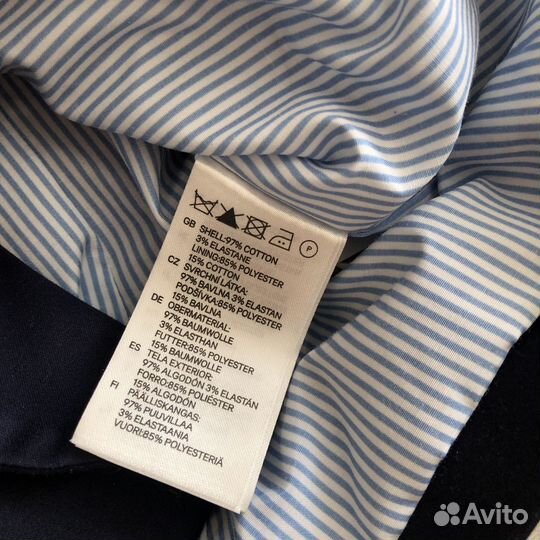 P
GB SHELL:97% COTTON
3% ELASTANE
LINING:85% POLYESTER
15% COTTON
CZ SVRCHNÍ LÁTKA:
97% BAVLNA 3% ELASTAN
PODŠÍVKA:85% POLYESTER
15% BAVLNA
DE OBERMATERIAL:
97% BAUMWOLLE
3% ELASTHAN
FUTTER:85% POLYESTER
15% BAUMWOLLE
ES TELA EXTERIOR:
97% ALGODÓN 3% ELASTÁN
FORRO:85% POLIÉSTER
15% ALGODÓN
FI PÄÄLLISKANGAS:
97% PUUVILLAA
3% ELASTAANIA
VUORI:85% POLYESTERIÄ
Avito